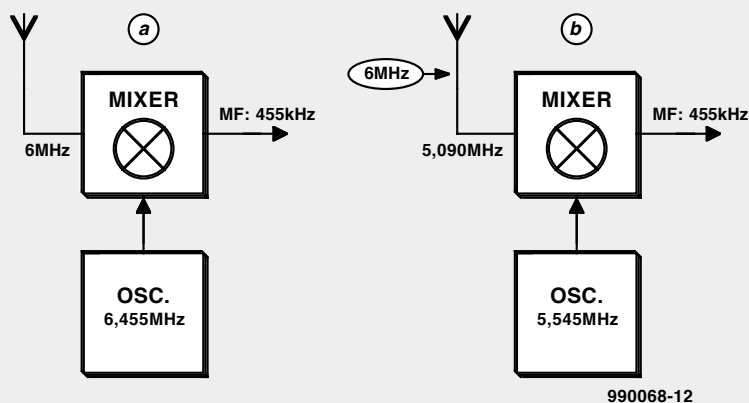 a
MIXER
MF: 455kHz
6MHz
OSC.
6,455MHz
b
6MHz
MIXER
MF: 455kHz
5,090MHz
OSC.
5,545MHz
990068-12